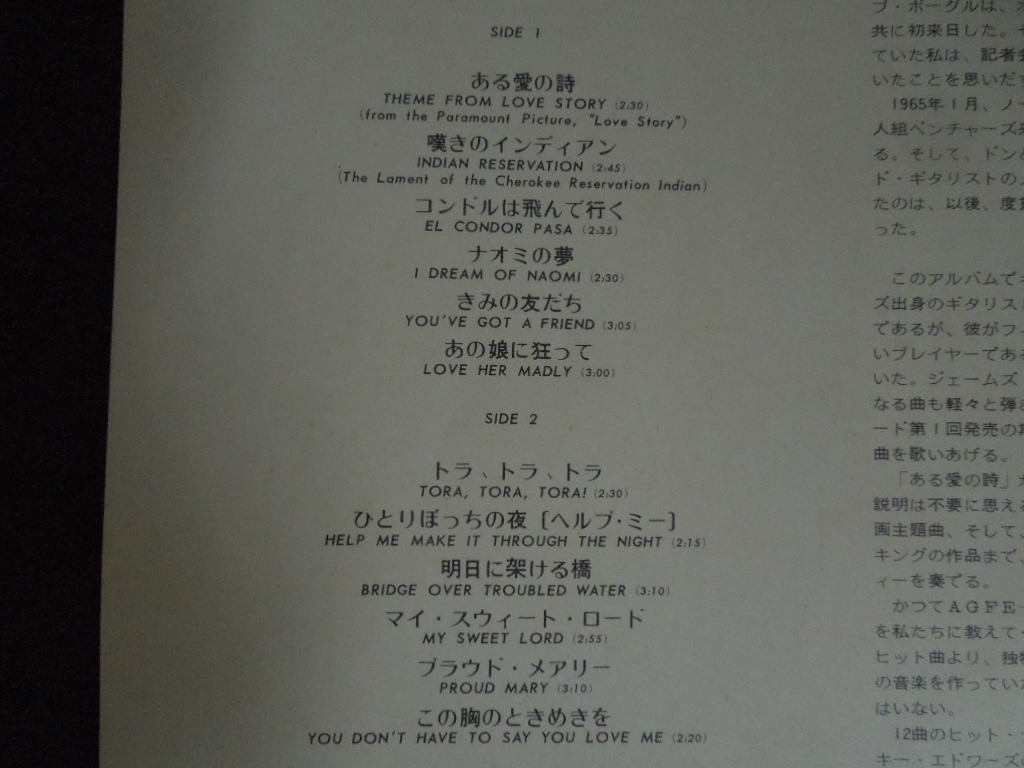 SIDE 1
ある愛の詩
THEME FROM LOVE STORY (2:30)
(from the Paramount Picture, "Love Story")
嘆きのインディアン
INDIAN RESERVATION (2:45)
(The Lament of the Cherokee Reservation Indian)
コンドルは飛んで行く
EL CONDOR PASA (2:35)
ナオミの夢
I DREAM OF NAOMI (2:30)
きみの友だち
YOU'VE GOT A FRIEND (3:05)
あの娘に狂って
LOVE HER MADLY (3:00)
SIDE 2
トラ、トラ、トラ
TORA, TORA, TORA! (2:30)
ひとりぼっちの夜〔ヘルプ・ミー〕
HELP ME MAKE IT THROUGH THE NIGHT (2:15)
明日に架ける橋
BRIDGE OVER TROUBLED WATER (3:10)
マイ・スウィート・ロード
MY SWEET LORD (2:55)
プラウド・メアリー
PROUD MARY (3:10)
この胸のときめきを
YOU DON'T HAVE TO SAY YOU LOVE ME (2:20)
ブ・ボーグルは、
共に初来日した。
ていた私は、記者会
いたことを思いだ
1965年1月、ノー
人組ベンチャーズ
る。そして、ドン
ド・ギタリストの
たのは、以後、度
った。
このアルバムで
ズ出身のギタリス
であるが、彼がフィ
いプレイヤーである
いた。ジェームズ
なる曲も軽々と弾
ード第1回発売の
曲を歌いあげる。
「ある愛の詩」
説明は不要に思える
画主題曲、そして、
キングの作品まで、
ィーを奏でる。
かつてAGFE
を私たちに教えて
ヒット曲より、独
の音楽を作ってい
はいない。
12曲のヒット・
キー・エドワーズ